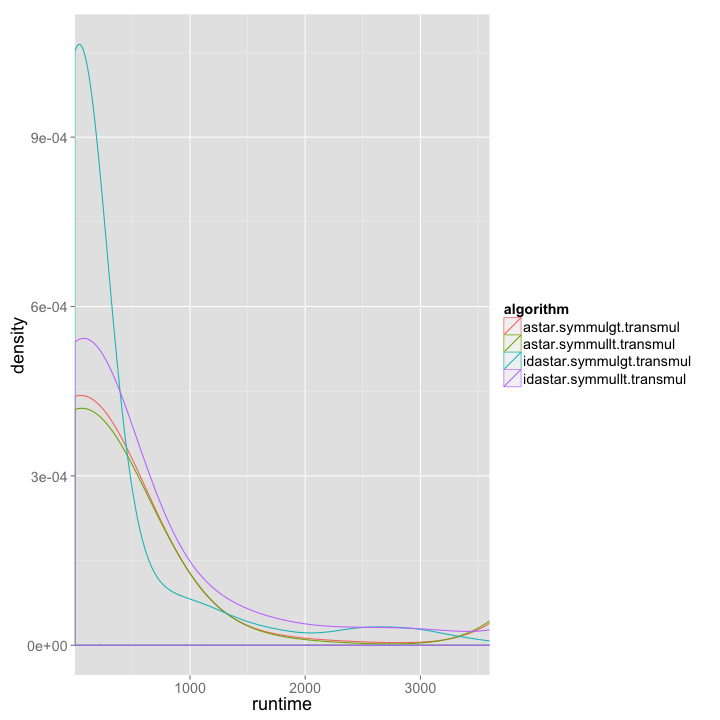 density
9e-04
6e-04
3e-04
0e+00
1000
2000
3000
runtime
algorithm
astar.symmulgt.transmul
astar.symmullt.transmul
idastar.symmulgt.transmul
idastar.symmullt.transmul